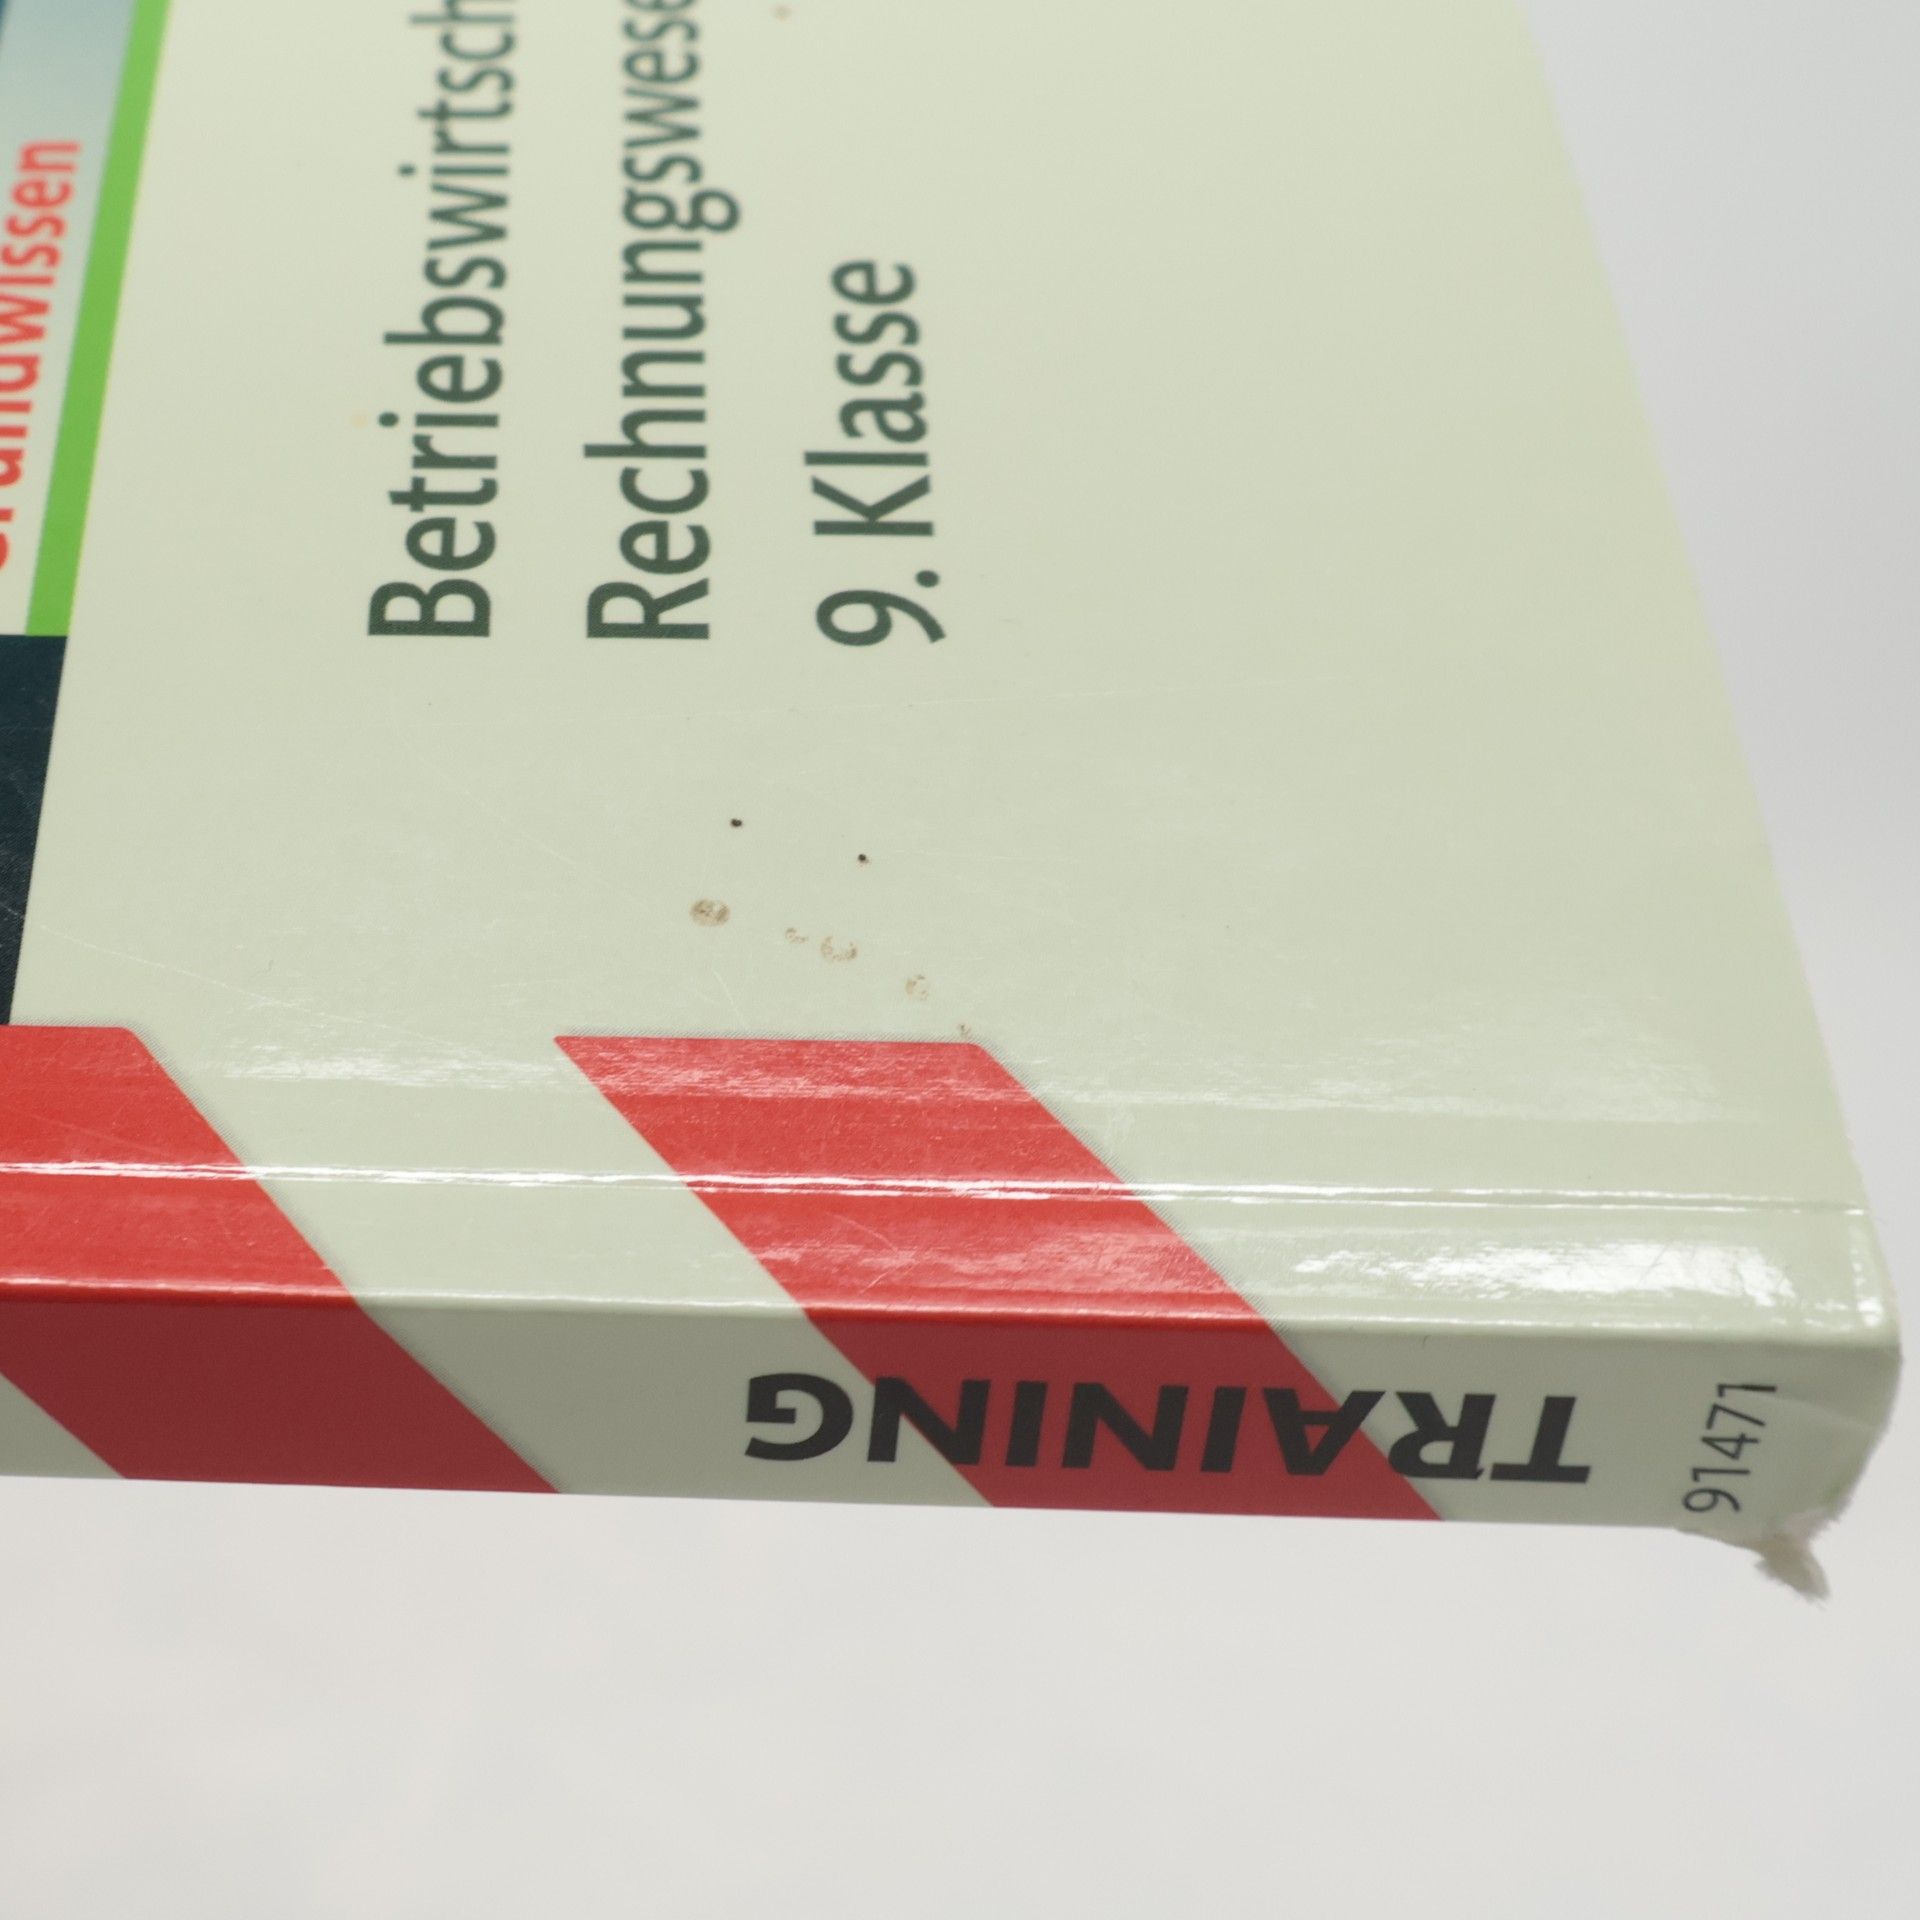 Grundwissen
Betriebswirtsch
Rechnungswese
9. Klasse
TRAINING
91471